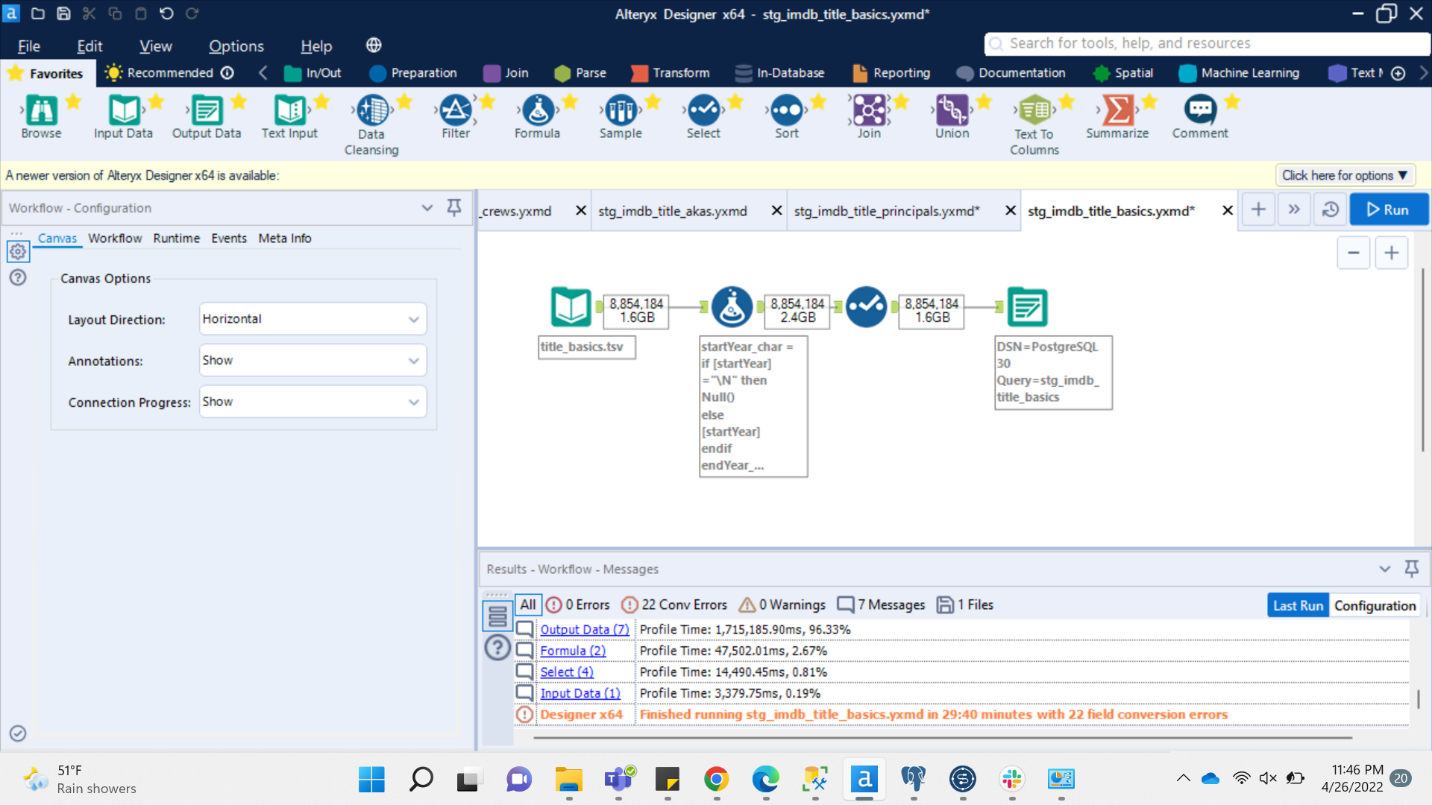 Alteryx Designer x64 - stg_imdb_title_basics.yxmd*
File Edit View Options Help
Search for tools, help, and resources
Favorites Recommended In/Out Preparation Join Parse Transform In-Database Reporting Documentation Spatial Machine Learning Text M
Browse Input Data Output Data Text Input Data Cleansing Filter Formula Sample Select Sort Join Union Text To Columns Summarize Comment
A newer version of Alteryx Designer x64 is available:
Click here for options ▼
Workflow - Configuration
_crews.yxmd stg_imdb_title_akas.yxmd stg_imdb_title_principals.yxmd* stg_imdb_title_basics.yxmd* Run
Canvas Workflow Runtime Events Meta Info
Canvas Options
Layout Direction: Horizontal
Annotations: Show
Connection Progress: Show
8,854,184
1.6GB
8,854,184
2.4GB
8,854,184
1.6GB
title_basics.tsv
startYear_char =
if [startYear]
="\N" then
Null()
else
[startYear]
endif
endYear_...
DSN=PostgreSQL
30
Query=stg_imdb_
title_basics
Results - Workflow - Messages
All 0 Errors 22 Conv Errors 0 Warnings 7 Messages 1 Files Last Run Configuration
Output Data (7) Profile Time: 1,715,185.90ms, 96.33%
Formula (2) Profile Time: 47,502.01ms, 2.67%
Select (4) Profile Time: 14,490.45ms, 0.81%
Input Data (1) Profile Time: 3,379.75ms, 0.19%
Designer x64 Finished running stg_imdb_title_basics.yxmd in 29:40 minutes with 22 field conversion errors
51°F
Rain showers
11:46 PM
4/26/2022
20